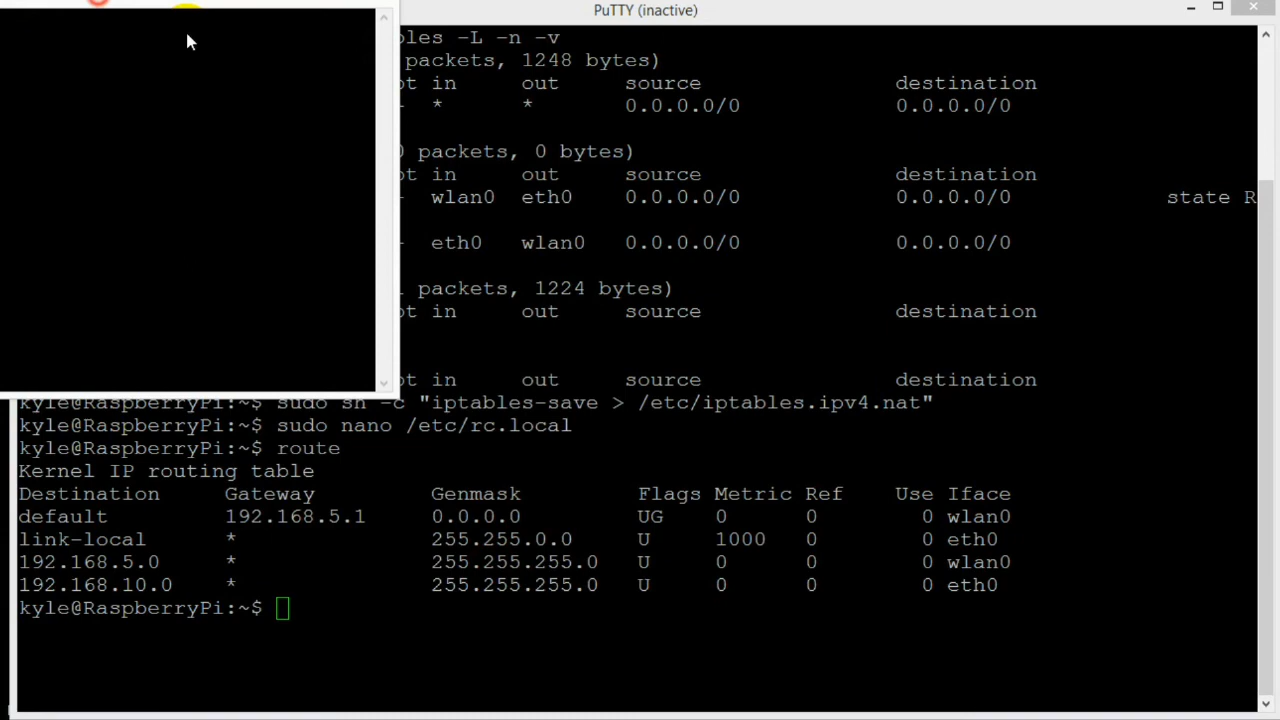 PuTTY (inactive)
les -L -n -v
packets, 1248 bytes)
in out source destination
* * 0.0.0.0/0 0.0.0.0/0
packets, 0 bytes)
in out source destination
wlan0 eth0 0.0.0.0/0 0.0.0.0/0 state R
eth0 wlan0 0.0.0.0/0 0.0.0.0/0
packets, 1224 bytes)
in out source destination
in out source destination
kyle@RaspberryPi:~$ sudo sh -c "iptables-save > /etc/iptables.ipv4.nat"
kyle@RaspberryPi:~$ sudo nano /etc/rc.local
kyle@RaspberryPi:~$ route
Kernel IP routing table
Destination Gateway Genmask Flags Metric Ref Use Iface
default 192.168.5.1 0.0.0.0 UG 0 0 0 wlan0
link-local * 255.255.0.0 U 1000 0 0 eth0
192.168.5.0 * 255.255.255.0 U 0 0 0 wlan0
192.168.10.0 * 255.255.255.0 U 0 0 0 eth0
kyle@RaspberryPi:~$